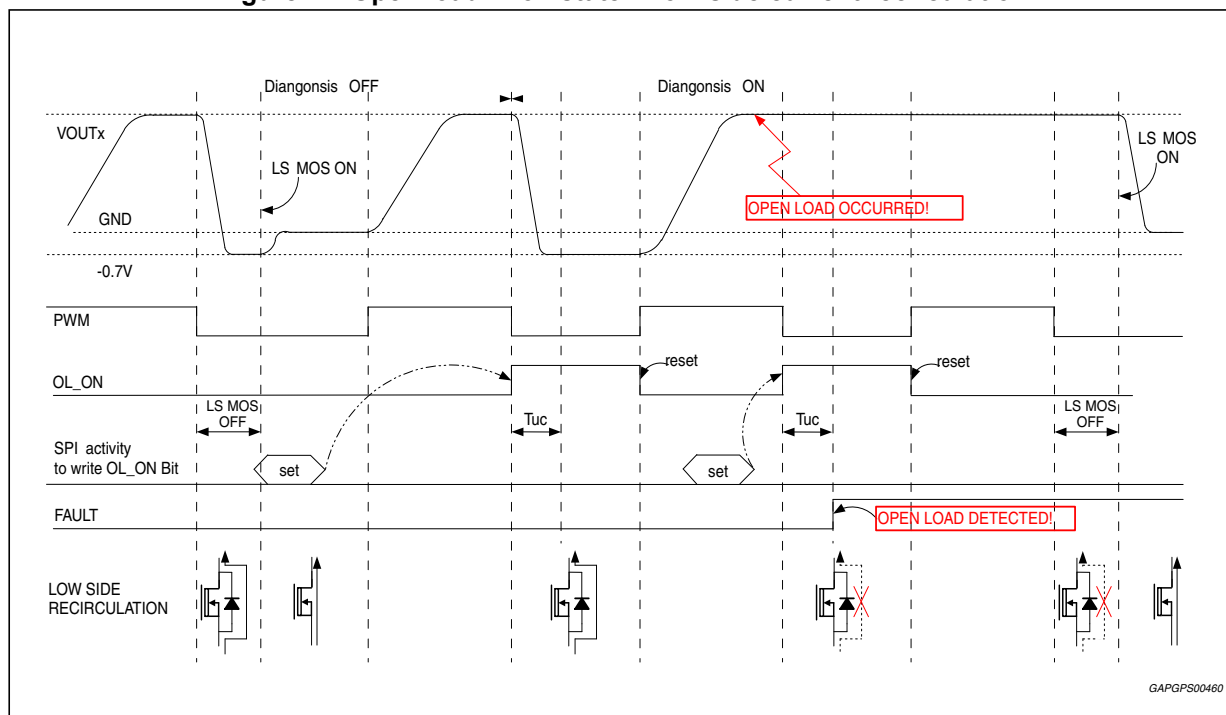 Diangonsis OFF
Diangonsis ON
VOUTx
LS MOS ON
LS MOS
ON
OPEN LOAD OCCURRED!
GND
-0.7V
PWM
reset
reset
OL_ON
LS MOS
OFF
Tuc
Tuc
LS MOS
OFF
SPI activity
to write OL_ON Bit
set
set
FAULT
OPEN LOAD DETECTED!
LOW SIDE
RECIRCULATION
GAPGPS00460